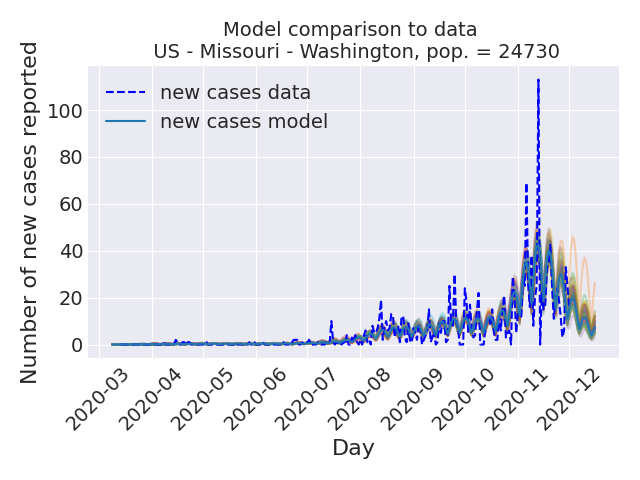 Model comparison to data
US - Missouri - Washington, pop. = 24730
Number of new cases reported
new cases data
new cases model
100
80
60
40
20
0
2020-03
2020-04
2020-05
2020-06
2020-07
2020-08
2020-09
2020-10
2020-11
2020-12
Day